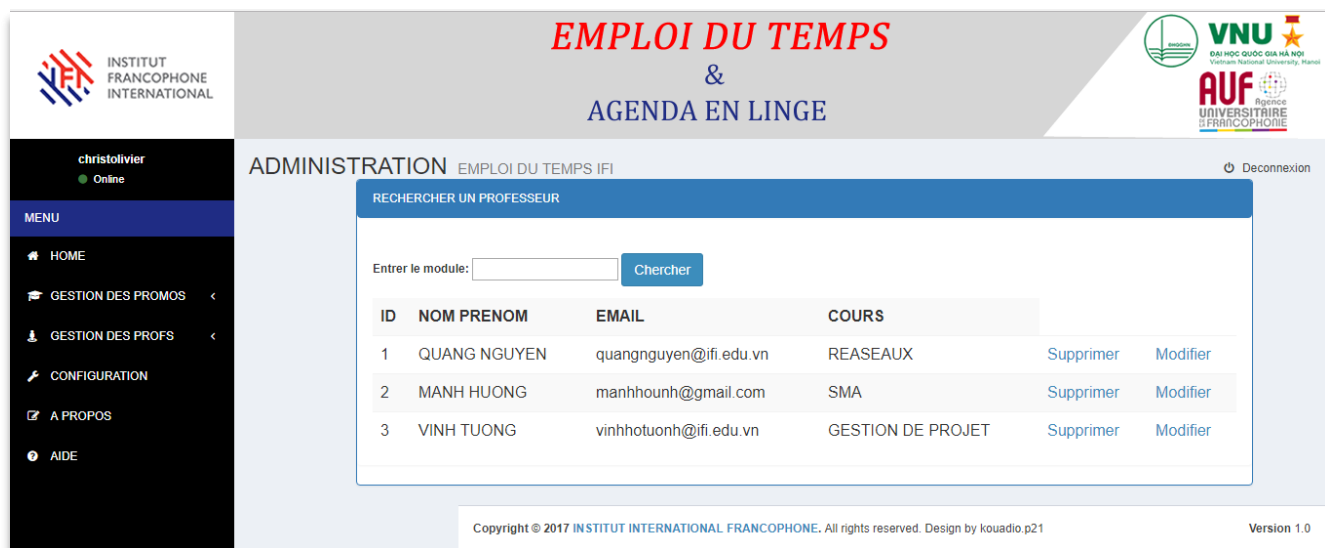 INSTITUT
FRANCOPHONE
INTERNATIONAL
EMPLOI DU TEMPS
&
AGENDA EN LINGE
VNU
ĐẠI HỌC QUỐC GIA HÀ NỘI
Vietnam National University, Hanoi
AUF
Agence
UNIVERSITAIRE
DE LA FRANCOPHONIE
christolivier
Online
ADMINISTRATION EMPLOI DU TEMPS IFI
Deconnexion
MENU
HOME
GESTION DES PROMOS
GESTION DES PROFS
CONFIGURATION
A PROPOS
AIDE
RECHERCHER UN PROFESSEUR
Entrer le module: Chercher
ID NOM PRENOM EMAIL COURS
1 QUANG NGUYEN quangnguyen@ifi.edu.vn REASEAUX Supprimer Modifier
2 MANH HUONG manhhounh@gmail.com SMA Supprimer Modifier
3 VINH TUONG vinhhotuonh@ifi.edu.vn GESTION DE PROJET Supprimer Modifier
Copyright © 2017 INSTITUT INTERNATIONAL FRANCOPHONE. All rights reserved. Design by kouadio.p21
Version 1.0